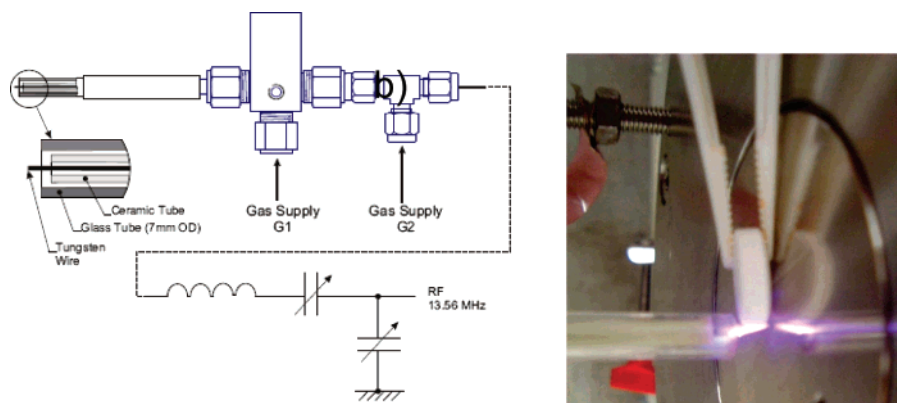 Gas Supply
G1
Gas Supply
G2
Ceramic Tube
Glass Tube (7mm OD)
Tungsten
Wire
RF
13.56 MHz